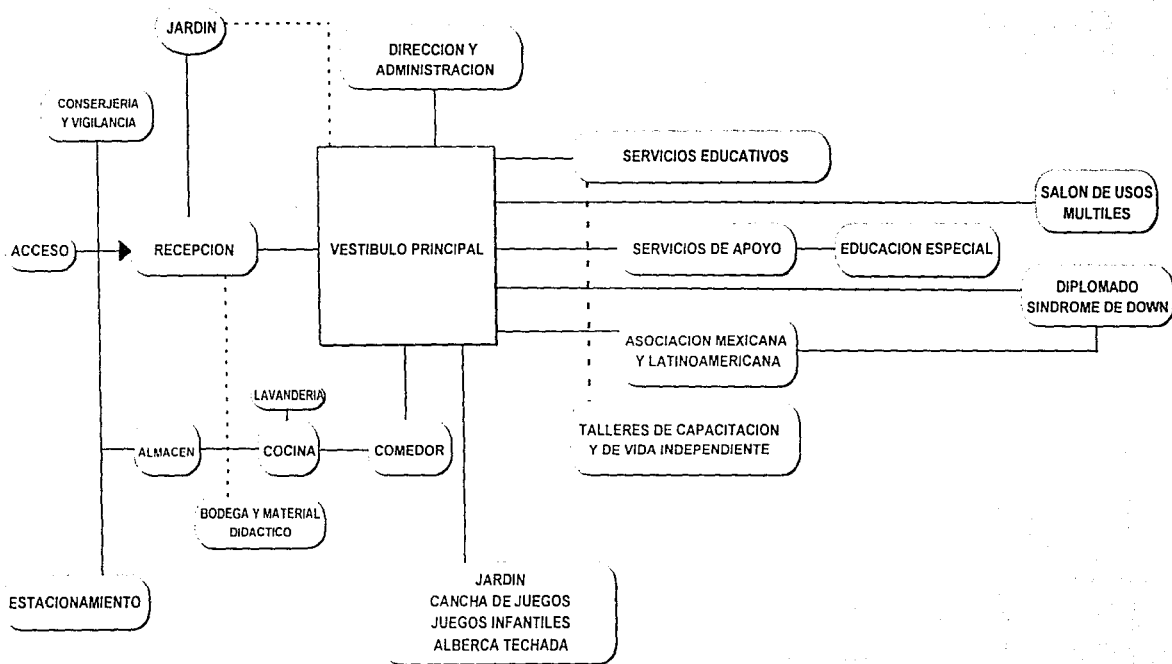 JARDIN
DIRECCION Y
ADMINISTRACION
CONSERJERIA
Y VIGILANCIA
SERVICIOS EDUCATIVOS
SALON DE USOS
MULTILES
ACCESO
RECEPCION
VESTIBULO PRINCIPAL
SERVICIOS DE APOYO
EDUCACION ESPECIAL
DIPLOMADO
SINDROME DE DOWN
ASOCIACION MEXICANA
Y LATINOAMERICANA
LAVANDERIA
ALMACEN
COCINA
COMEDOR
TALLERES DE CAPACITACION
Y DE VIDA INDEPENDIENTE
BODEGA Y MATERIAL
DIDACTICO
ESTACIONAMIENTO
JARDIN
CANCHA DE JUEGOS
JUEGOS INFANTILES
ALBERCA TECHADA